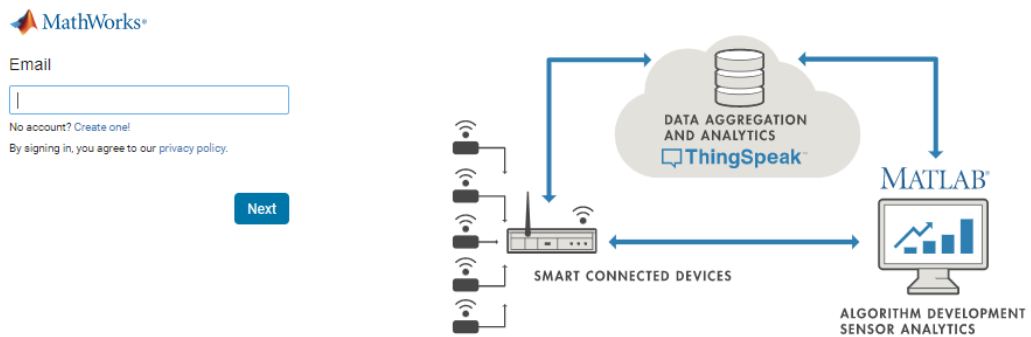 MathWorks®
Email
No account? Create one!
By signing in, you agree to our privacy policy.
Next
DATA AGGREGATION
AND ANALYTICS
ThingSpeak™
MATLAB®
SMART CONNECTED DEVICES
ALGORITHM DEVELOPMENT
SENSOR ANALYTICS